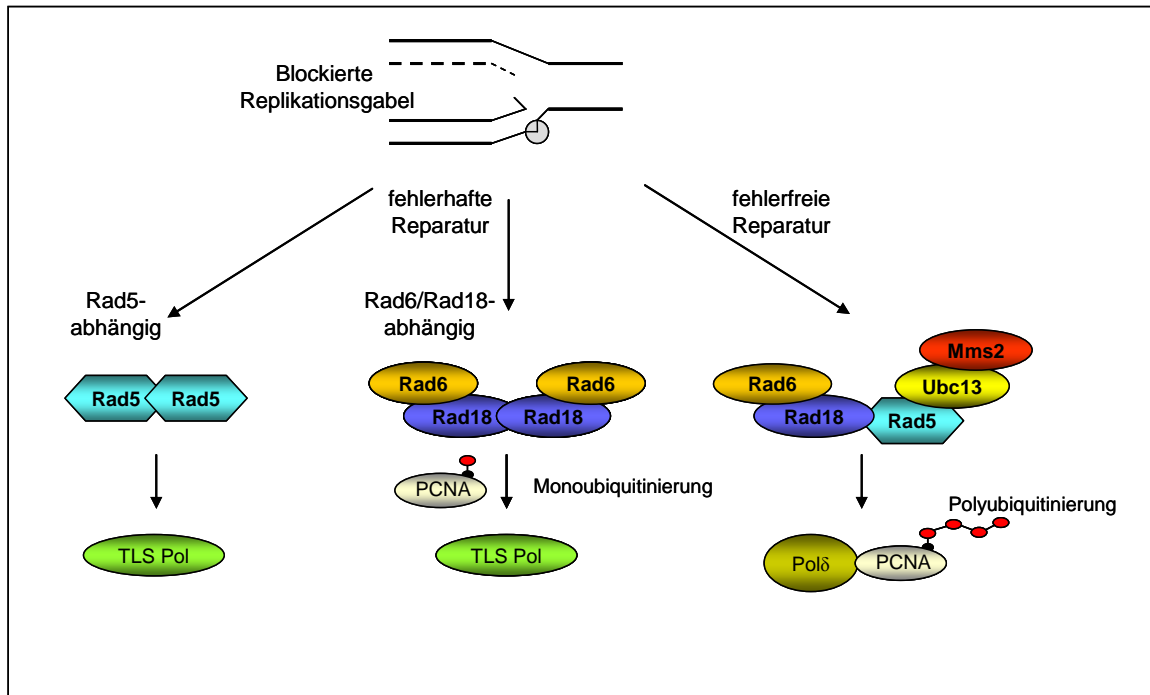 Blockierte
Replikationsgabel
fehlerhafte
Reparatur
fehlerfreie
Reparatur
Rad5-
abhängig
Rad6/Rad18-
abhängig
Rad5 Rad5
Rad6 Rad6
Rad18 Rad18
Mms2
Rad6 Ubc13
Rad18 Rad5
PCNA
Monoubiquitinierung
Polyubiquitinierung
TLS Pol
TLS Pol
Polδ PCNA